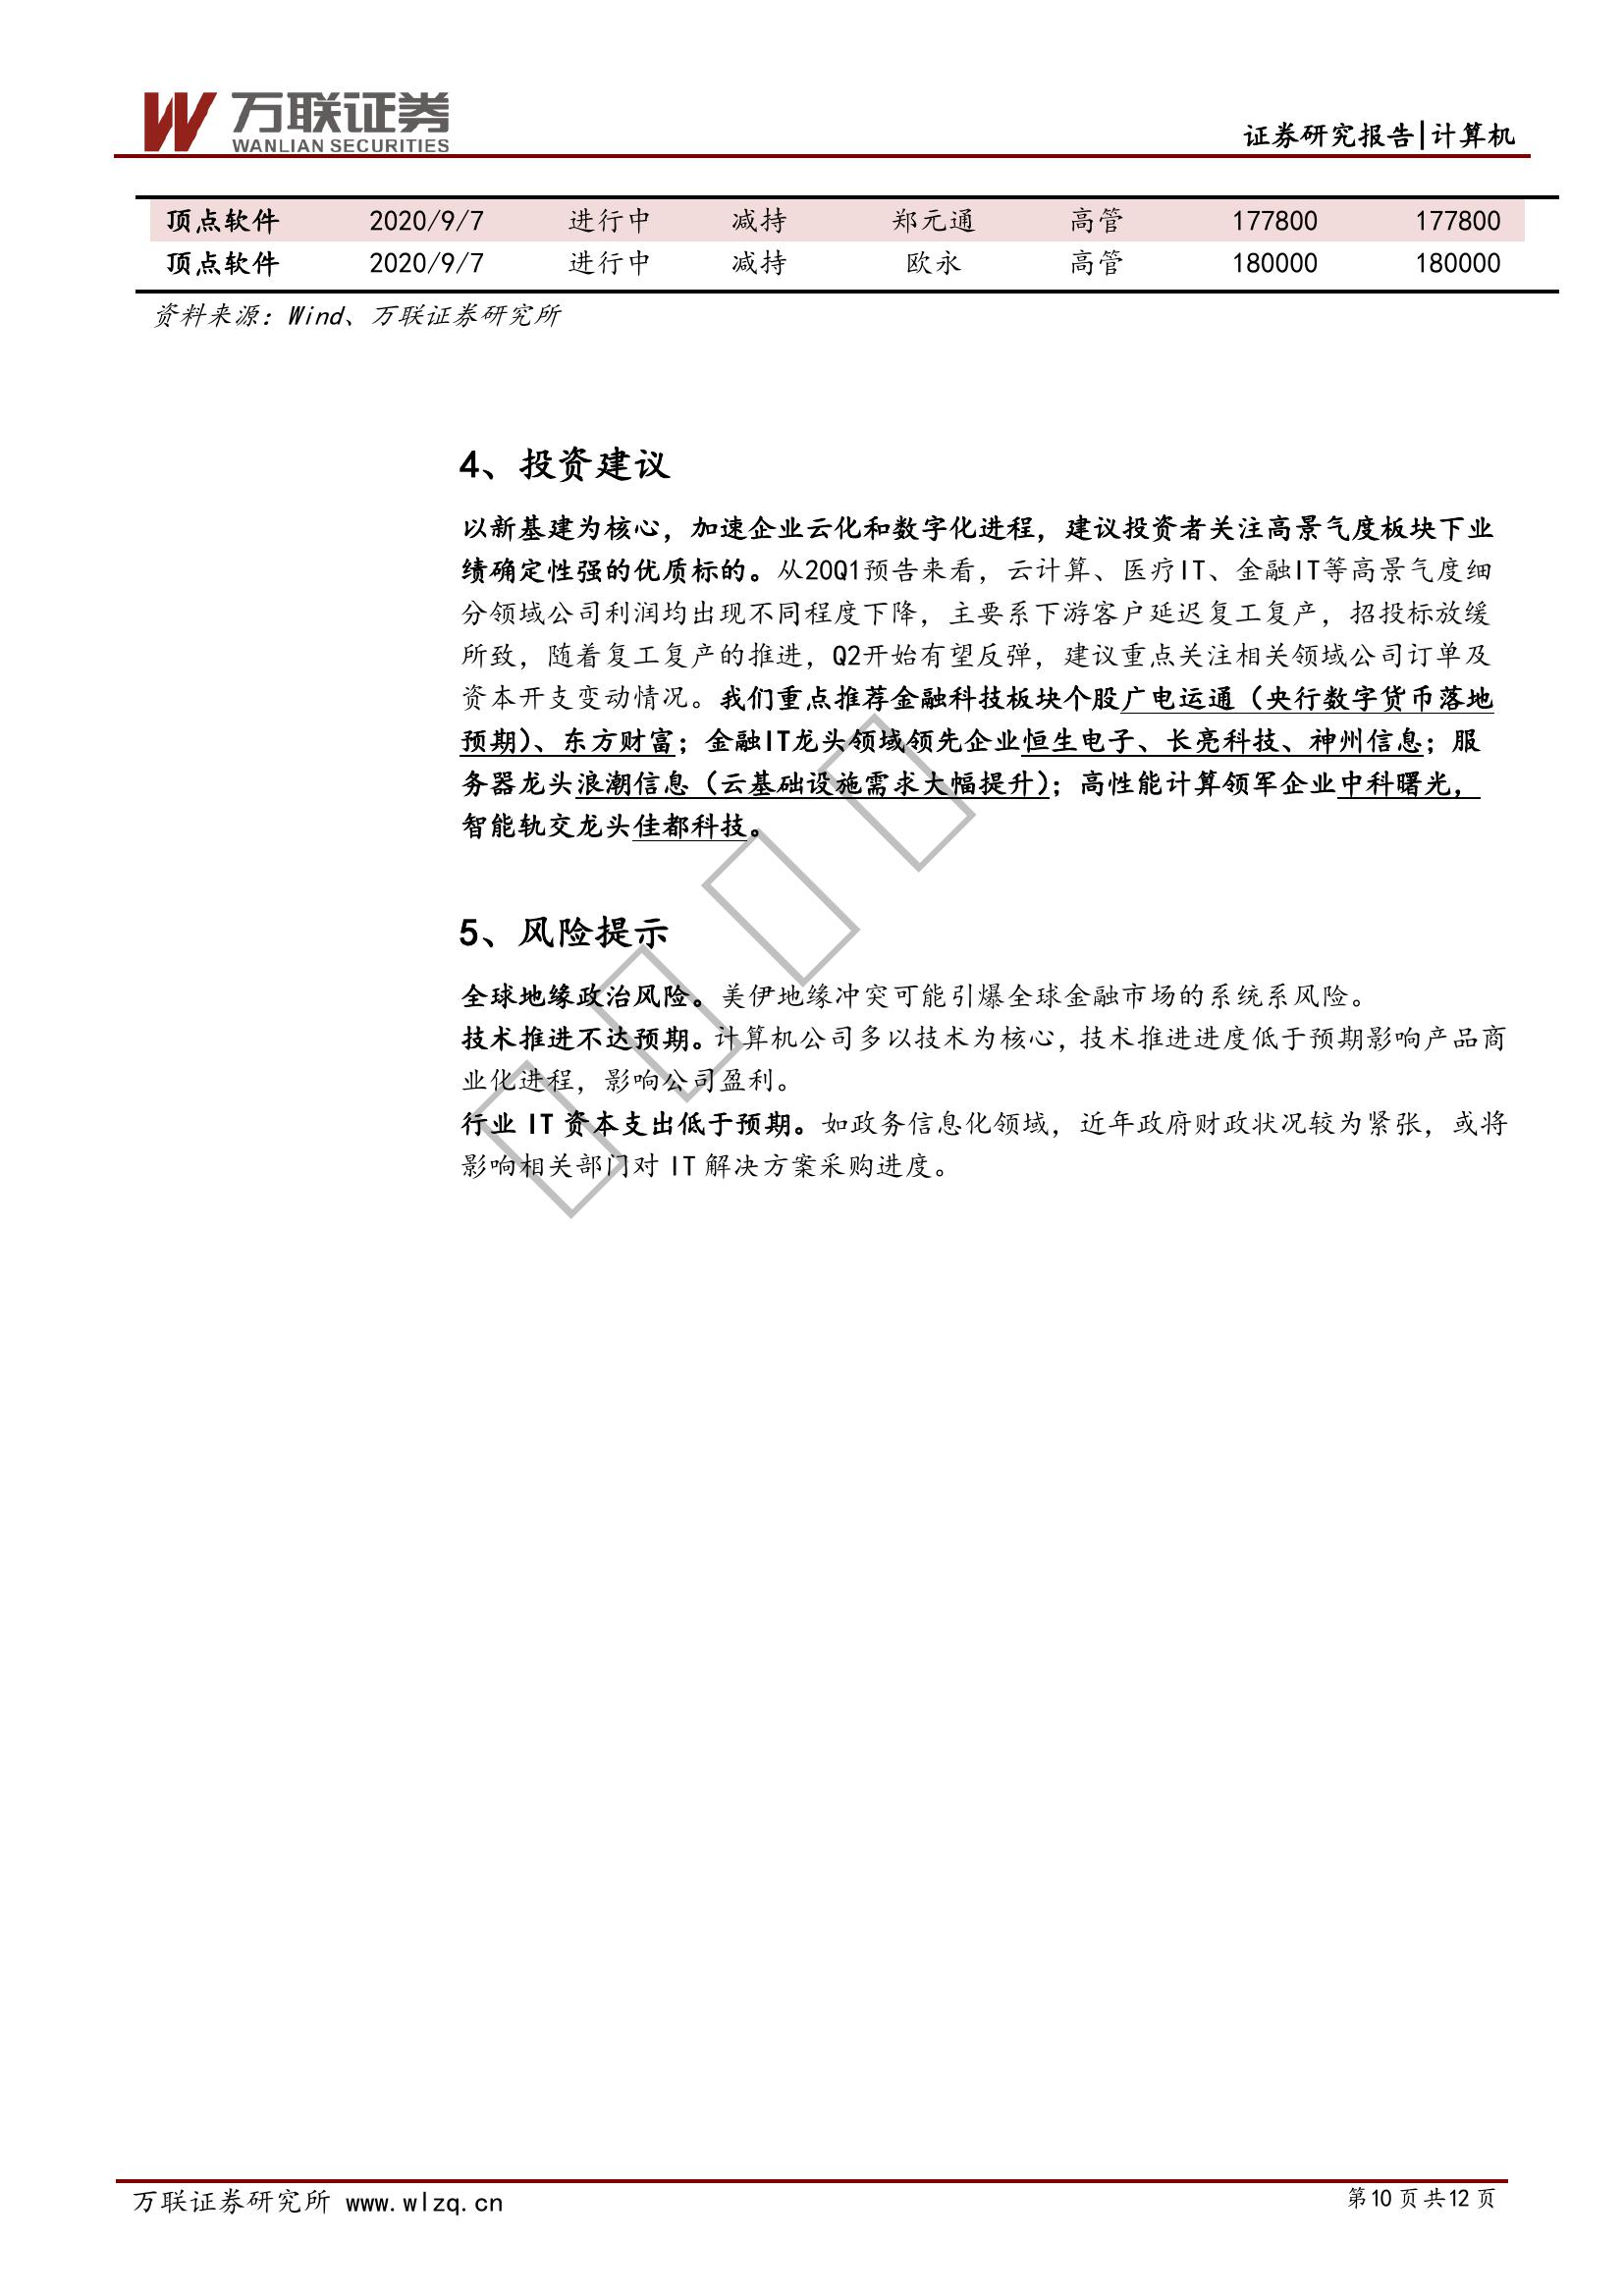 万联证券
WANLIAN SECURITIES
证券研究报告|计算机
顶点软件 2020/9/7 进行中 减持 郑元通 高管 177800 177800
顶点软件 2020/9/7 进行中 减持 欧永 高管 180000 180000
资料来源：Wind、万联证券研究所
4、投资建议
以新基建为核心，加速企业云化和数字化进程，建议投资者关注高景气度板块下业
绩确定性强的优质标的。从20Q1预告来看，云计算、医疗IT、金融IT等高景气度细
分领域公司利润均出现不同程度下降，主要系下游客户延迟复工复产，招投标放缓
所致，随着复工复产的推进，Q2开始有望反弹，建议重点关注相关领域公司订单及
资本开支变动情况。我们重点推荐金融科技板块个股广电运通（央行数字货币落地
预期）、东方财富；金融IT龙头领域领先企业恒生电子、长亮科技、神州信息；服
务器龙头浪潮信息（云基础设施需求大幅提升）；高性能计算领军企业中科曙光，
智能轨交龙头佳都科技。
5、风险提示
全球地缘政治风险。美伊地缘冲突可能引爆全球金融市场的系统系风险。
技术推进不达预期。计算机公司多以技术为核心，技术推进进度低于预期影响产品商
业化进程，影响公司盈利。
行业 IT 资本支出低于预期。如政务信息化领域，近年政府财政状况较为紧张，或将
影响相关部门对 IT 解决方案采购进度。
万联证券研究所 www.wlzq.cn
第10 页 共12 页